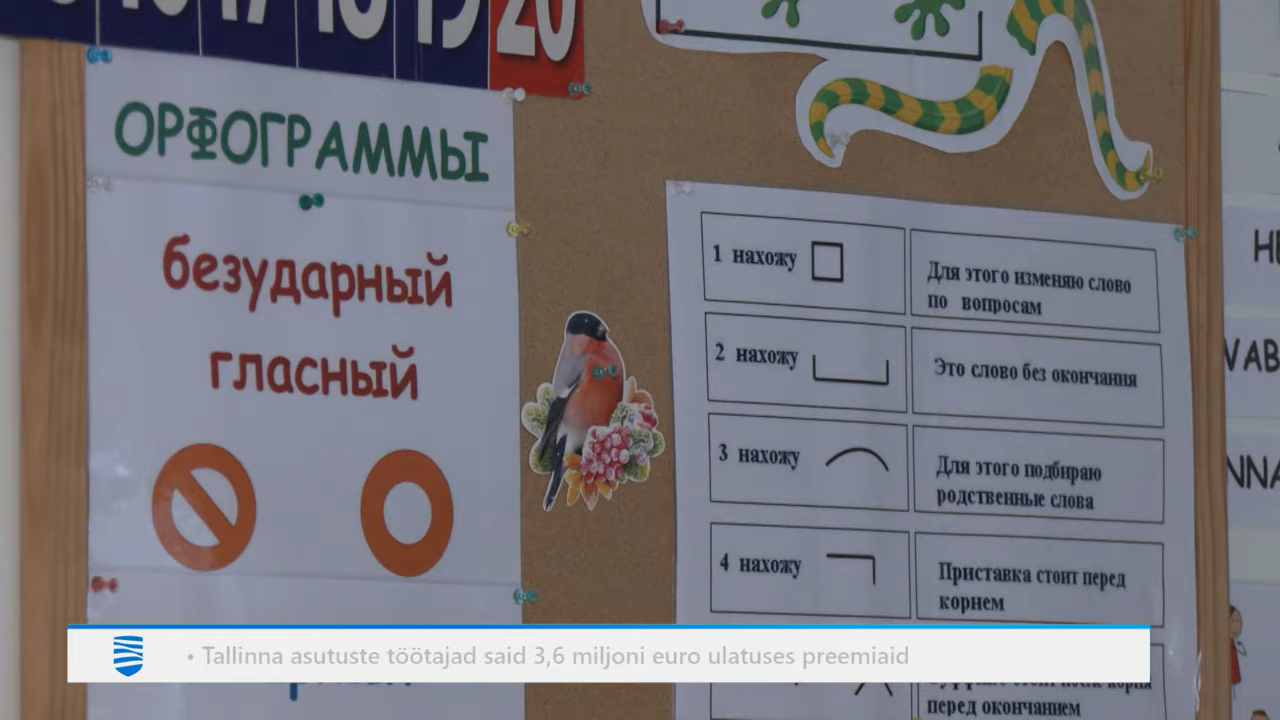 20
ОРФОГРАММЫ
безударный
гласный
1 нахожу
Для этого изменяю слово
по вопросам
2 нахожу
Это слово без окончания
3 нахожу
Для этого подбираю
родственные слова
4 нахожу
Приставка стоит перед
корнем
перед окончанием
• Tallinna asutuste töötajad said 3,6 miljoni euro ulatuses preemiaid